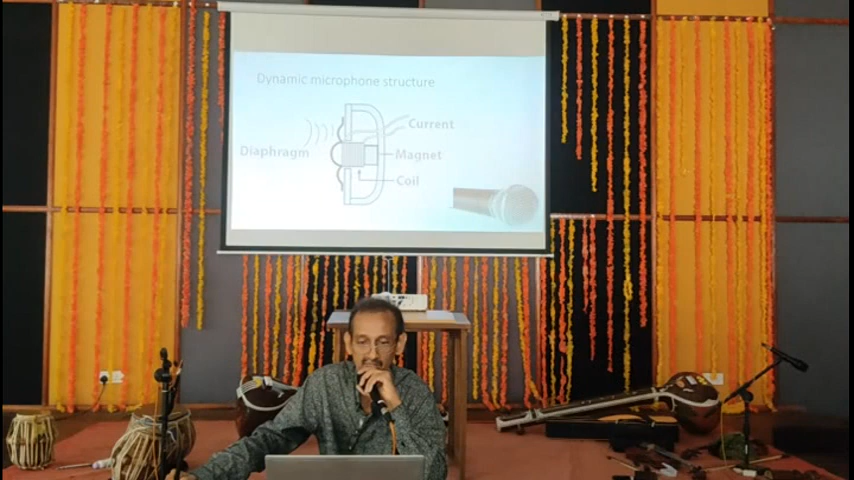 Dynamic microphone structure
Current
Diaphragm
Magnet
Coil